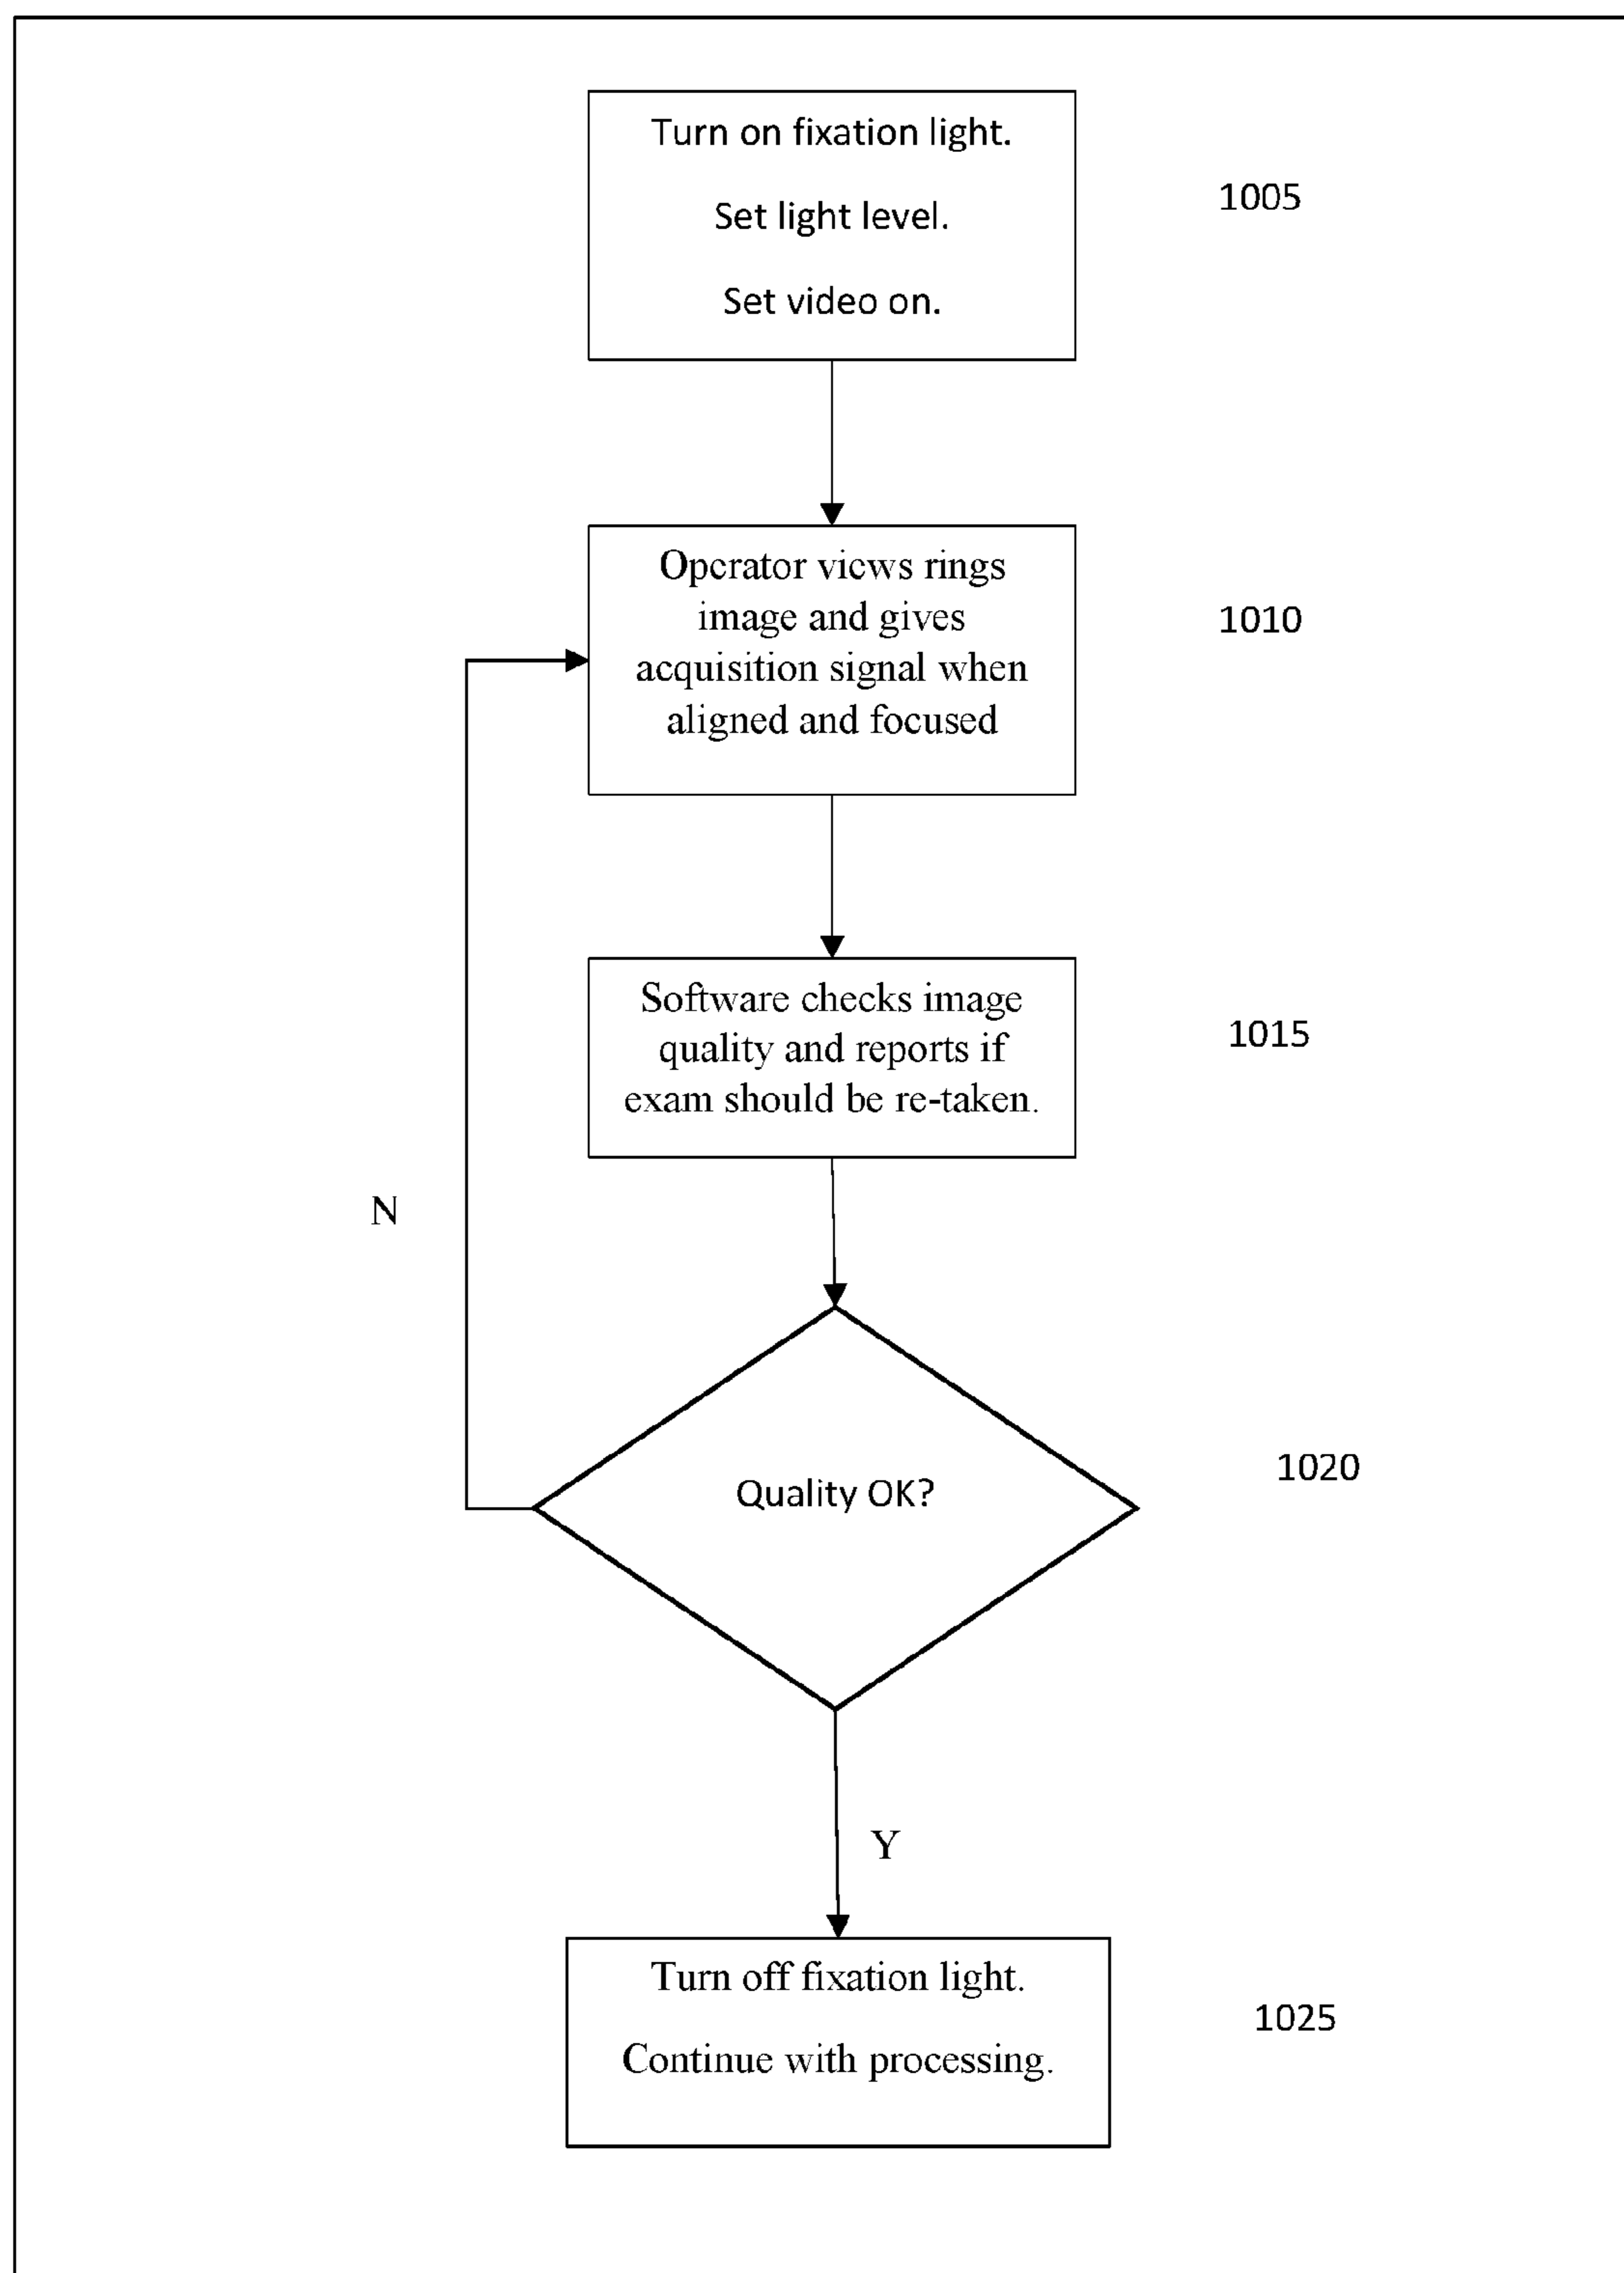 Turn on fixation light.
Set light level.
Set video on.
1005
Operator views rings
image and gives
acquisition signal when
aligned and focused
1010
Software checks image
quality and reports if
exam should be re-taken.
1015
N
Quality OK?
1020
Y
Turn off fixation light.
Continue with processing.
1025